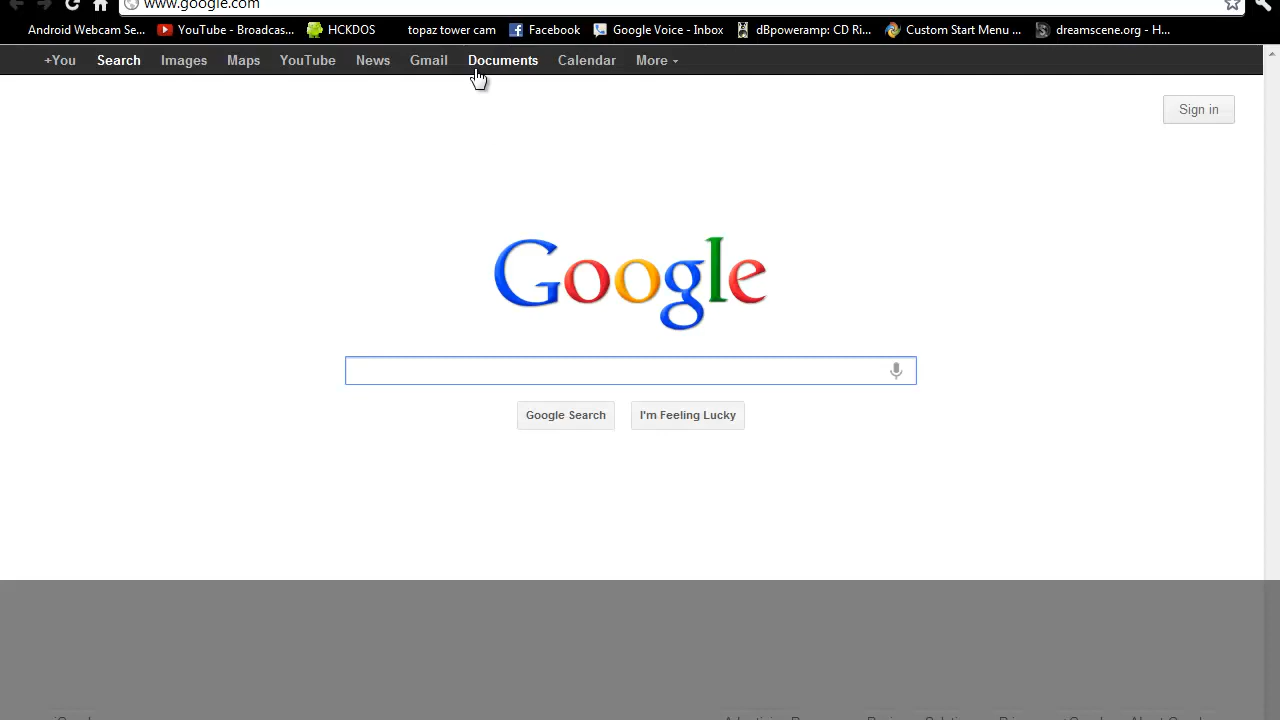 www.google.com
Android Webcam Se... YouTube - Broadcas... HCKDOS topaz tower cam Facebook Google Voice - Inbox dBpoweramp: CD Ri... Custom Start Menu ... dreamscene.org - H...
+You Search Images Maps YouTube News Gmail Documents Calendar More
Sign in
Google
Google Search I'm Feeling Lucky